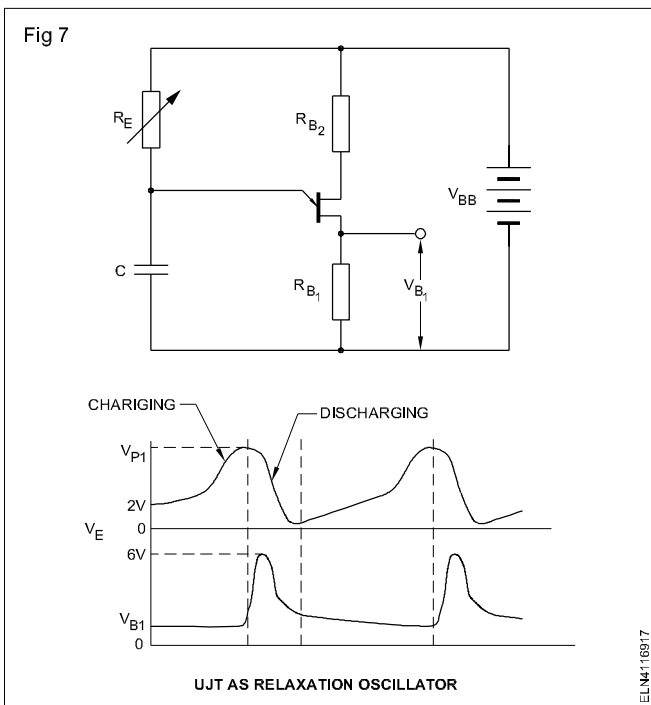 Fig 7
R_E
R_B2
V_BB
C
R_B1
V_B1
CHARIGING
DISCHARGING
V_P1
2V
V_E
0
6V
V_B1
0
UJT AS RELAXATION OSCILLATOR
ELN4116917